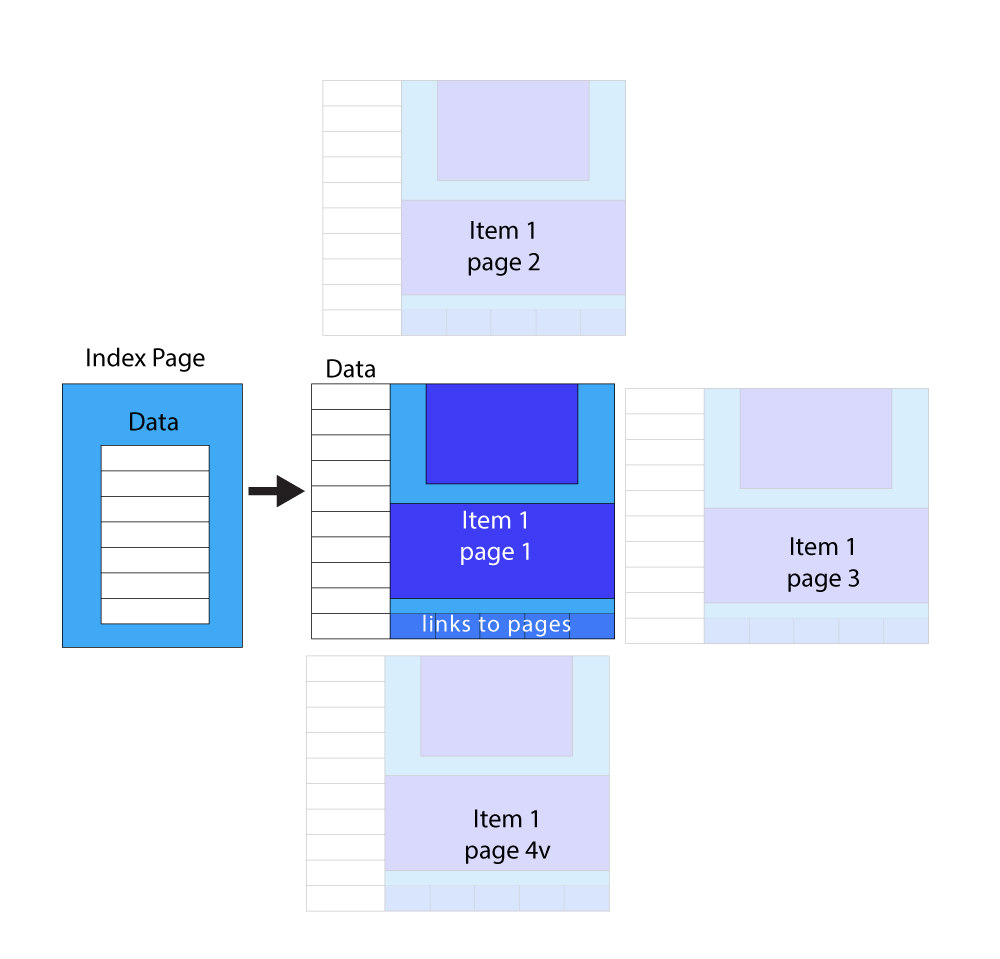 Item 1
page 2
Index Page
Data
Data
Item 1
page 1
links to pages
Item 1
page 3
Item 1
page 4v